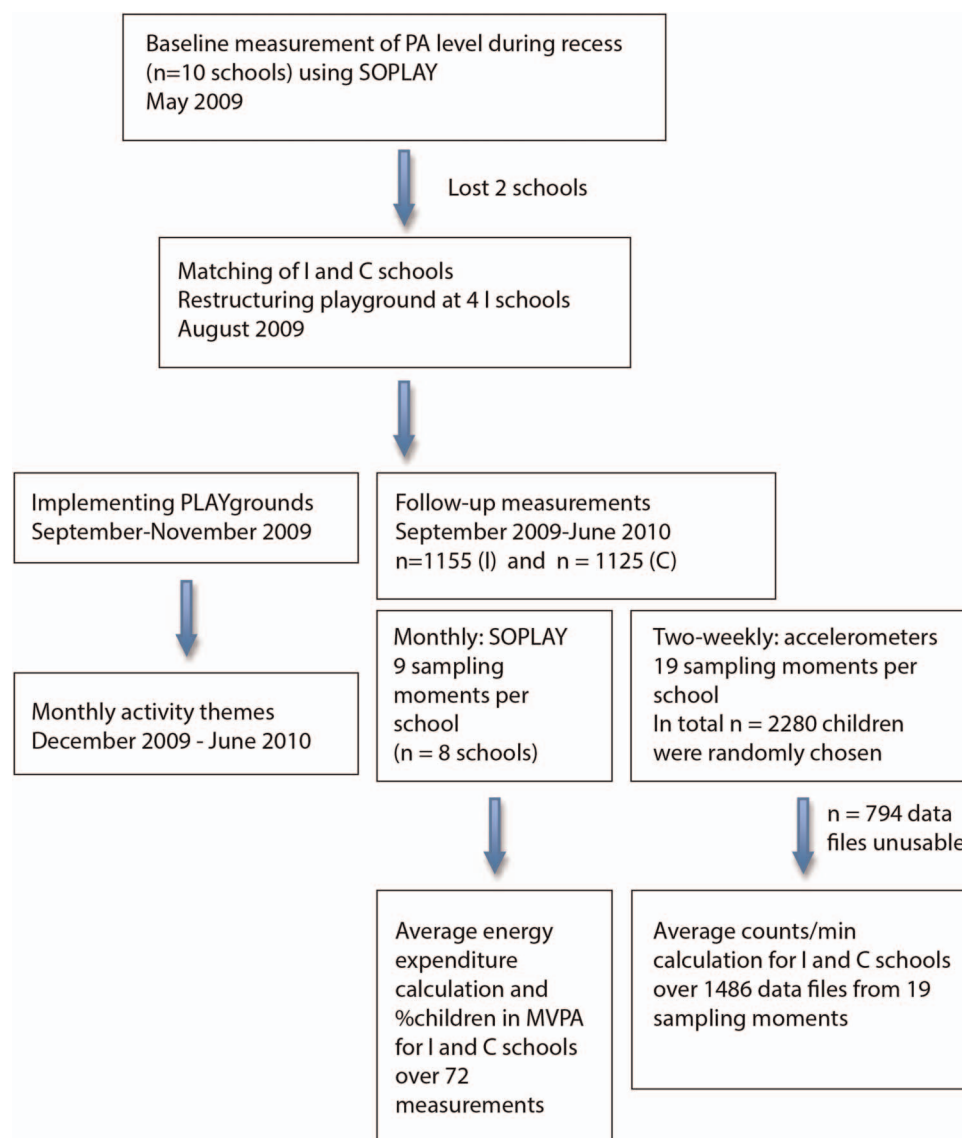 Baseline measurement of PA level during recess
(n=10 schools) using SOPLAY
May 2009
Lost 2 schools
Matching of I and C schools
Restructuring playground at 4 I schools
August 2009
Implementing PLAYgrounds
September-November 2009
Follow-up measurements
September 2009-June 2010
n=1155 (I) and n = 1125 (C)
Monthly activity themes
December 2009 - June 2010
Monthly: SOPLAY
9 sampling
moments per
school
(n = 8 schools)
Two-weekly: accelerometers
19 sampling moments per
school
In total n = 2280 children
were randomly chosen
n = 794 data
files unusable
Average energy
expenditure
calculation and
%children in MVPA
for I and C schools
over 72
measurements
Average counts/min
calculation for I and C schools
over 1486 data files from 19
sampling moments